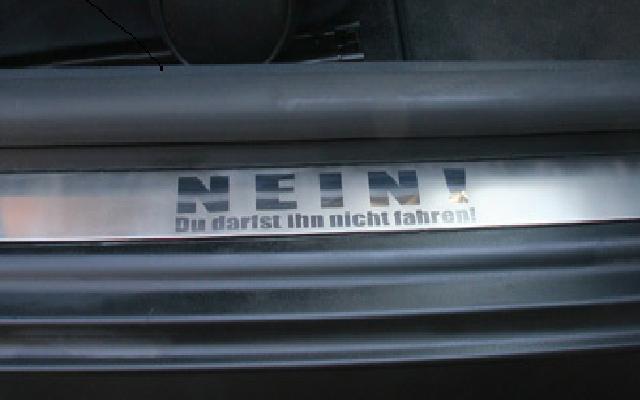 NEIN!
Du darfst ihn nicht fahren!